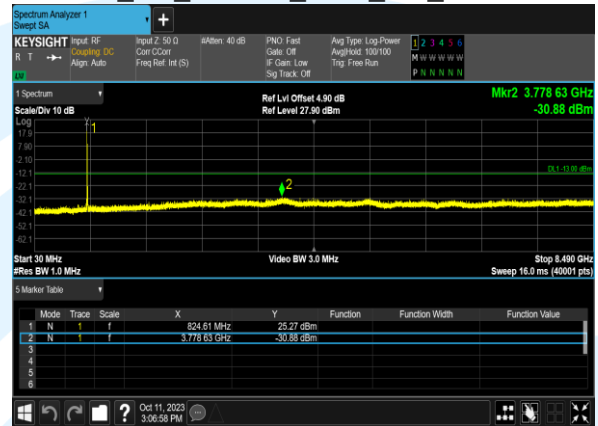 Spectrum Analyzer 1
Swept SA
+
KEYSIGHT Input: RF Input Z: 50 Ω #Atten: 40 dB PNO: Fast Avg Type: Log-Power 1 2 3 4 5 6
R T Coupling: DC Corr CCorr Gate: Off Avg|Hold: 100/100 M W W W W W
Align: Auto Freq Ref: Int (S) IF Gain: Low Trig: Free Run
LXI Sig Track: Off P N N N N N
1 Spectrum Ref Lvl Offset 4.90 dB Mkr2 3.778 63 GHz
Scale/Div 10 dB Ref Level 27.90 dBm -30.88 dBm
Log
17.9
7.90
-2.10
-12.1
-22.1
-32.1
-42.1
-52.1
-62.1
1
2
DL1 -13.00 dBm
Start 30 MHz Video BW 3.0 MHz Stop 8.490 GHz
#Res BW 1.0 MHz Sweep 16.0 ms (40001 pts)
5 Marker Table
Mode Trace Scale X Y Function Function Width Function Value
1 N 1 f 824.61 MHz 25.27 dBm
2 N 1 f 3.778 63 GHz -30.88 dBm
3
4
5
6
? Oct 11, 2023
3:06:58 PM